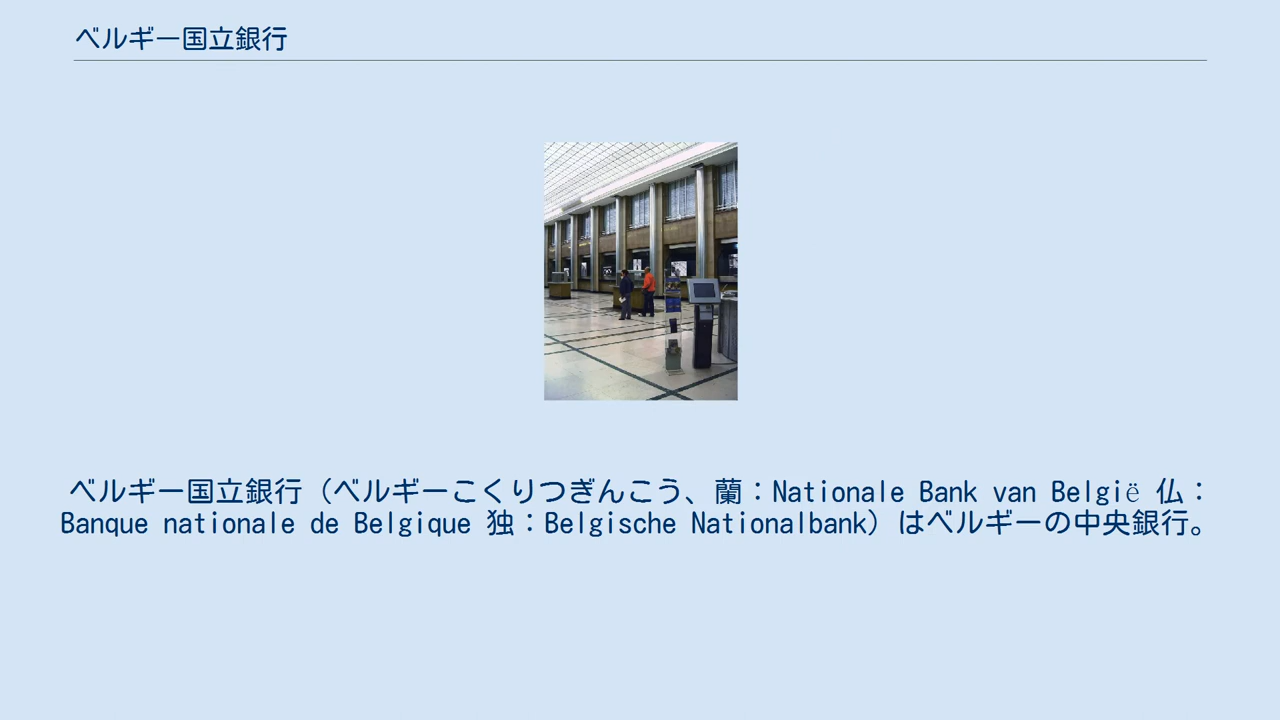 ベルギー国立銀行
ベルギー国立銀行（ベルギーこくりつぎんこう、蘭：Nationale Bank van België 仏：
Banque nationale de Belgique 独：Belgische Nationalbank）はベルギーの中央銀行。